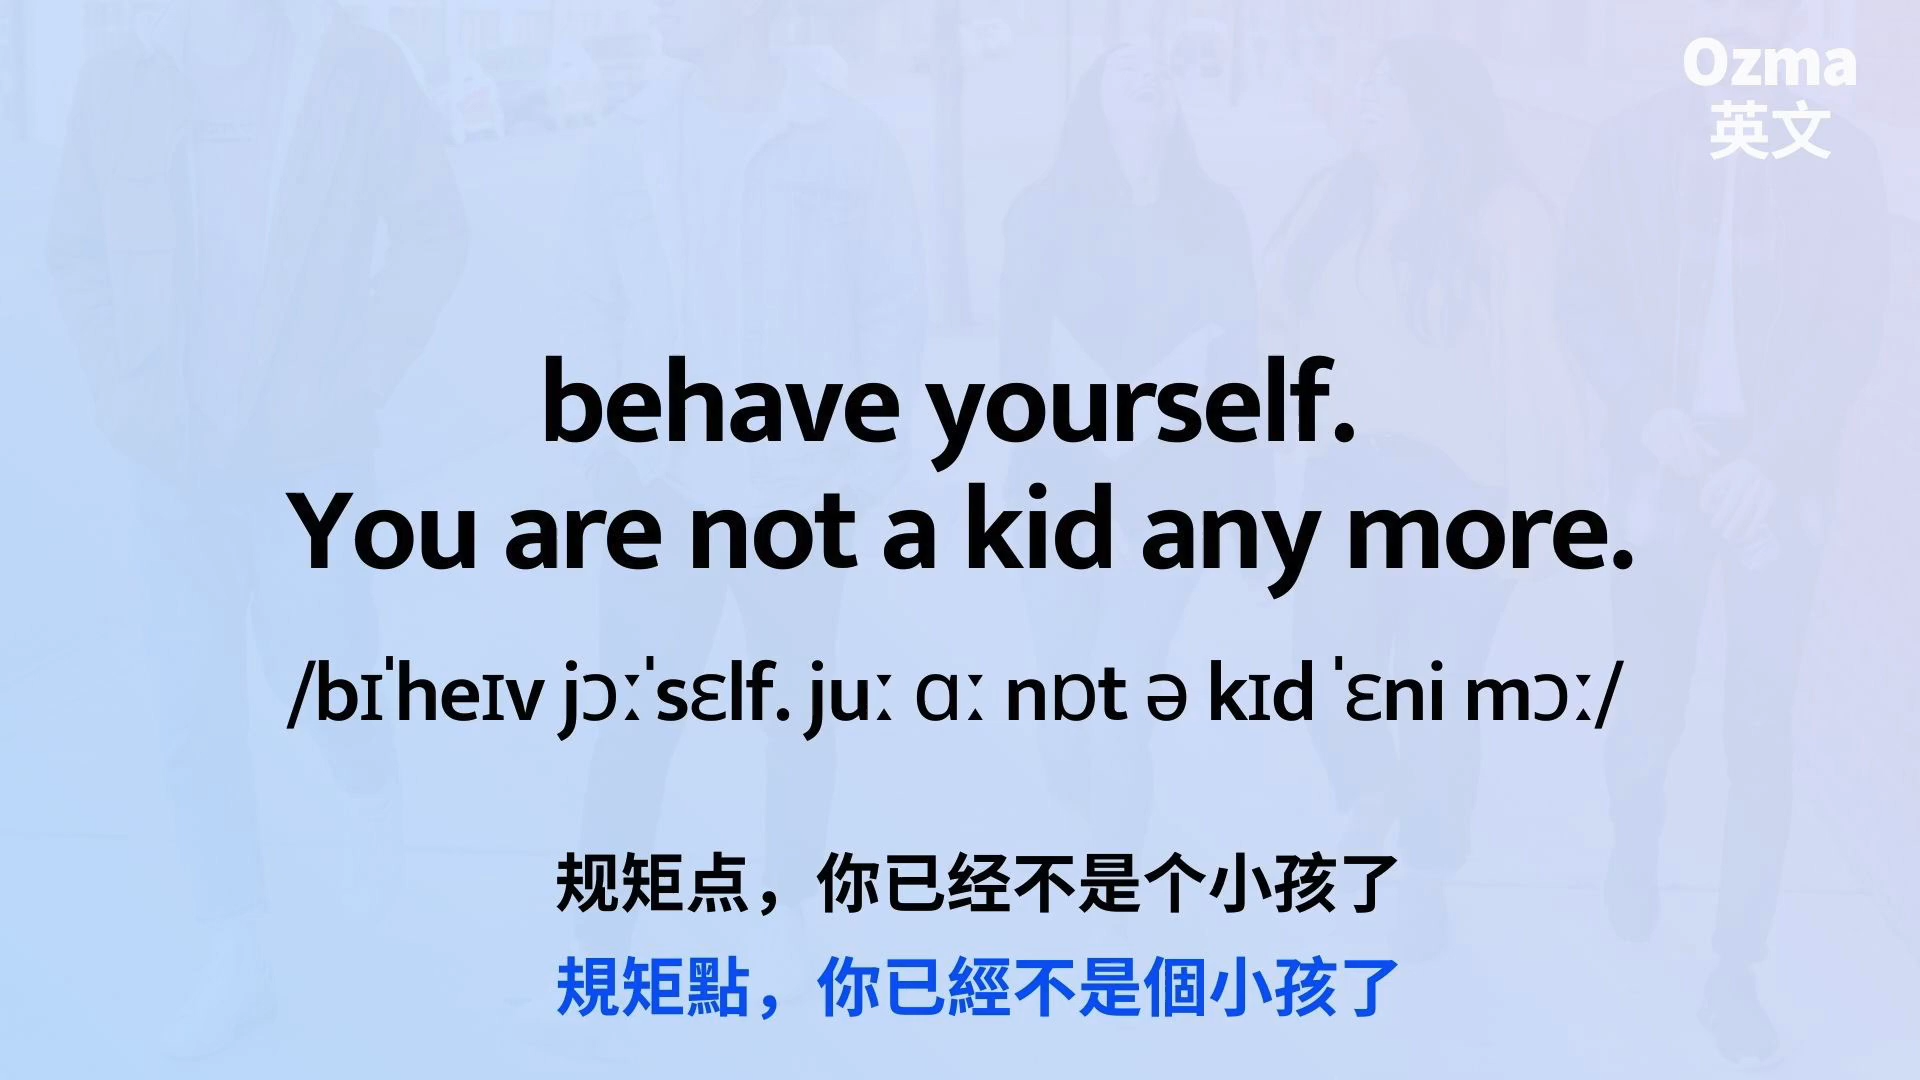 Ozma
英文
behave yourself.
You are not a kid any more.
/bɪˈheɪv jɔːˈsɛlf. juː ɑː nɒt ə kɪd ˈɛni mɔː/
规矩点，你已经不是个小孩了
規矩點，你已經不是個小孩了